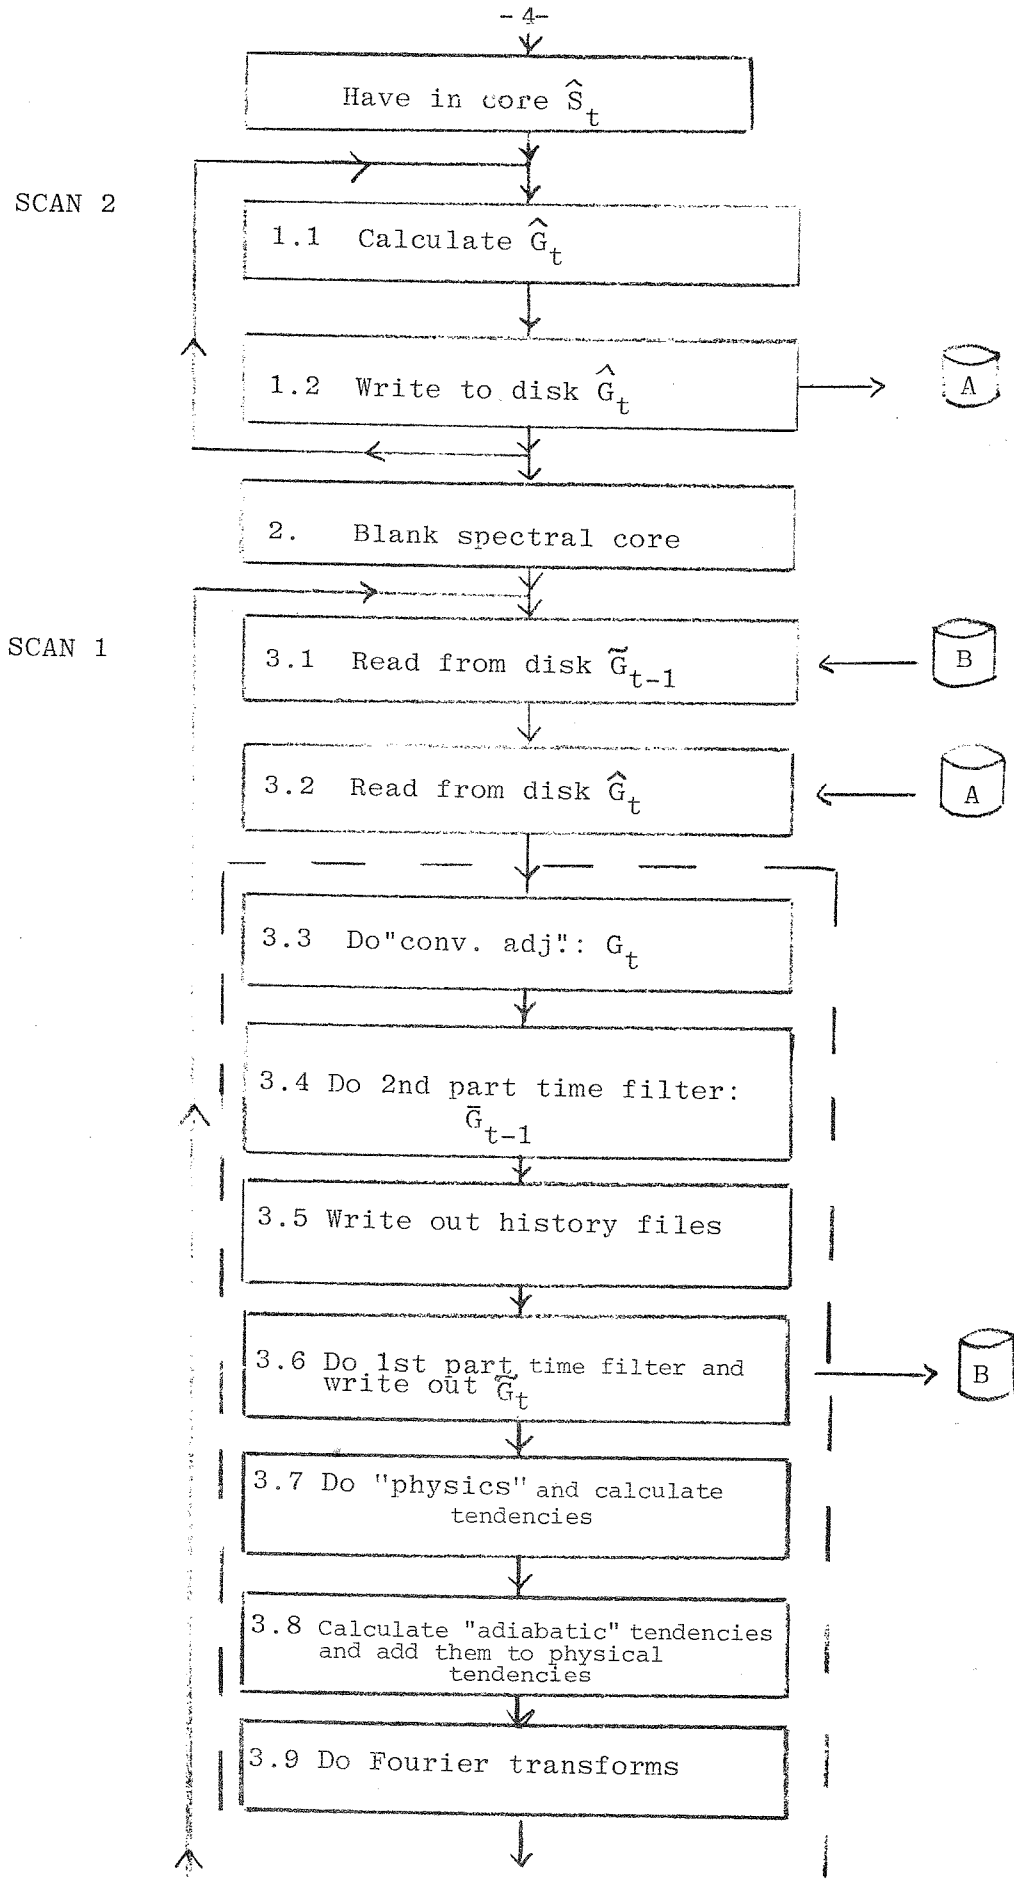 - 4-
Have in core Ŝt
SCAN 2
1.1 Calculate Ĝt
1.2 Write to disk Ĝt
A
2. Blank spectral core
SCAN 1
3.1 Read from disk G̃t-1
B
3.2 Read from disk Ĝt
A
3.3 Do"conv. adj": Gt
3.4 Do 2nd part time filter:
Ḡt-1
3.5 Write out history files
3.6 Do 1st part time filter and
write out G̃t
B
3.7 Do "physics" and calculate
tendencies
3.8 Calculate "adiabatic" tendencies
and add them to physical
tendencies
3.9 Do Fourier transforms